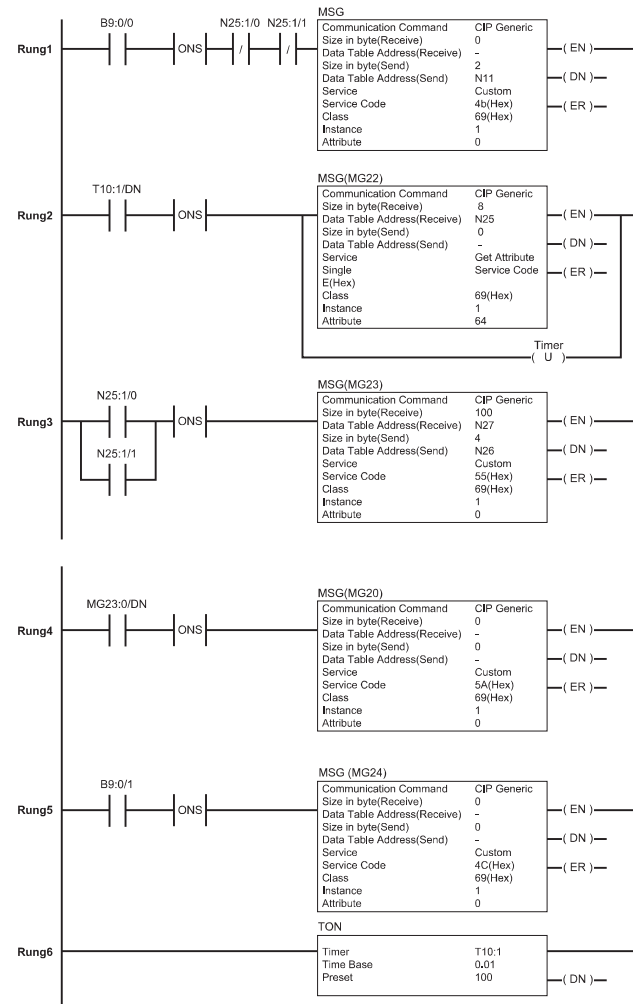 MSG
B9:0/0 N25:1/0 N25:1/1
Rung1 ONS / /
Communication Command CIP Generic
Size in byte(Receive) 0
Data Table Address(Receive) -
Size in byte(Send) 2
Data Table Address(Send) N11
Service Custom
Service Code 4b(Hex)
Class 69(Hex)
Instance 1
Attribute 0
( EN )
( DN )
( ER )
MSG(MG22)
T10:1/DN
Rung2 ONS
Communication Command CIP Generic
Size in byte(Receive) 8
Data Table Address(Receive) N25
Size in byte(Send) 0
Data Table Address(Send) -
Service Get Attribute
Single Service Code
E(Hex)
Class 69(Hex)
Instance 1
Attribute 64
( EN )
( DN )
( ER )
Timer
( U )
MSG(MG23)
N25:1/0
Rung3 ONS
N25:1/1
Communication Command CIP Generic
Size in byte(Receive) 100
Data Table Address(Receive) N27
Size in byte(Send) 4
Data Table Address(Send) N26
Service Custom
Service Code 55(Hex)
Class 69(Hex)
Instance 1
Attribute 0
( EN )
( DN )
( ER )
MSG(MG20)
MG23:0/DN
Rung4 ONS
Communication Command CIP Generic
Size in byte(Receive) 0
Data Table Address(Receive) -
Size in byte(Send) 0
Data Table Address(Send) -
Service Custom
Service Code 5A(Hex)
Class 69(Hex)
Instance 1
Attribute 0
( EN )
( DN )
( ER )
MSG (MG24)
B9:0/1
Rung5 ONS
Communication Command CIP Generic
Size in byte(Receive) 0
Data Table Address(Receive) -
Size in byte(Send) 0
Data Table Address(Send) -
Service Custom
Service Code 4C(Hex)
Class 69(Hex)
Instance 1
Attribute 0
( EN )
( DN )
( ER )
TON
Rung6
Timer T10:1
Time Base 0.01
Preset 100
( DN )